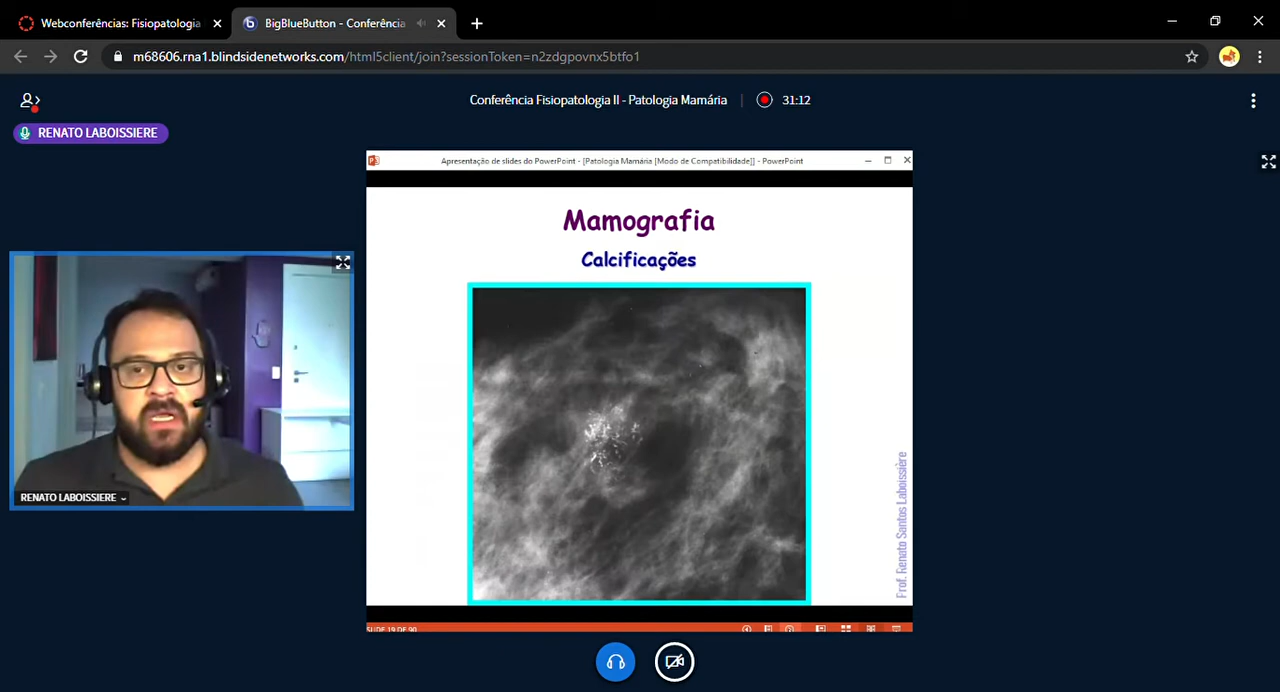 Webconferências: Fisiopatologia
BigBlueButton - Conferência
m68606.rna1.blindsidenetworks.com/html5client/join?sessionToken=n2zdgpovnx5btfo1
Conferência Fisiopatologia II - Patologia Mamária
31:12
RENATO LABOISSIERE
Apresentação de slides do PowerPoint - [Patologia Mamária [Modo de Compatibilidade]] - PowerPoint
Mamografia
Calcificações
Prof. Renato Santos Laboissière
RENATO LABOISSIERE
SLIDE 19 DE 90